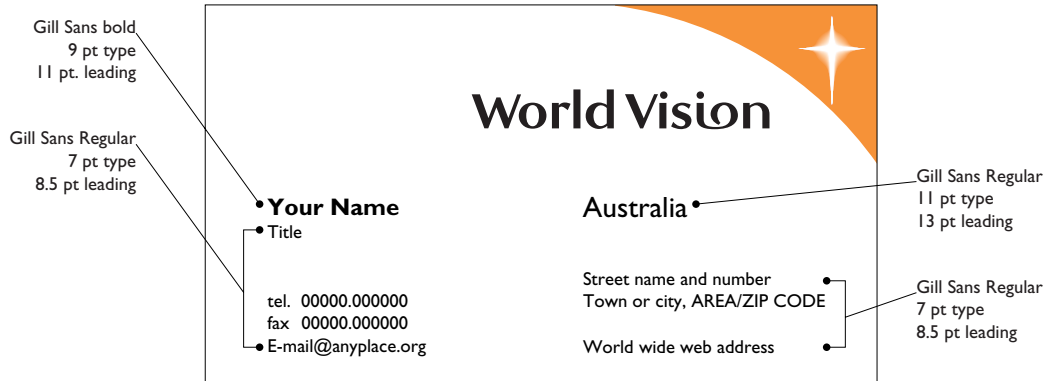 Gill Sans bold
9 pt type
11 pt. leading
Gill Sans Regular
7 pt type
8.5 pt leading
World Vision
Your Name
Title
tel. 00000.000000
fax 00000.000000
E-mail@anyplace.org
Australia
Street name and number
Town or city, AREA/ZIP CODE
World wide web address
Gill Sans Regular
11 pt type
13 pt leading
Gill Sans Regular
7 pt type
8.5 pt leading